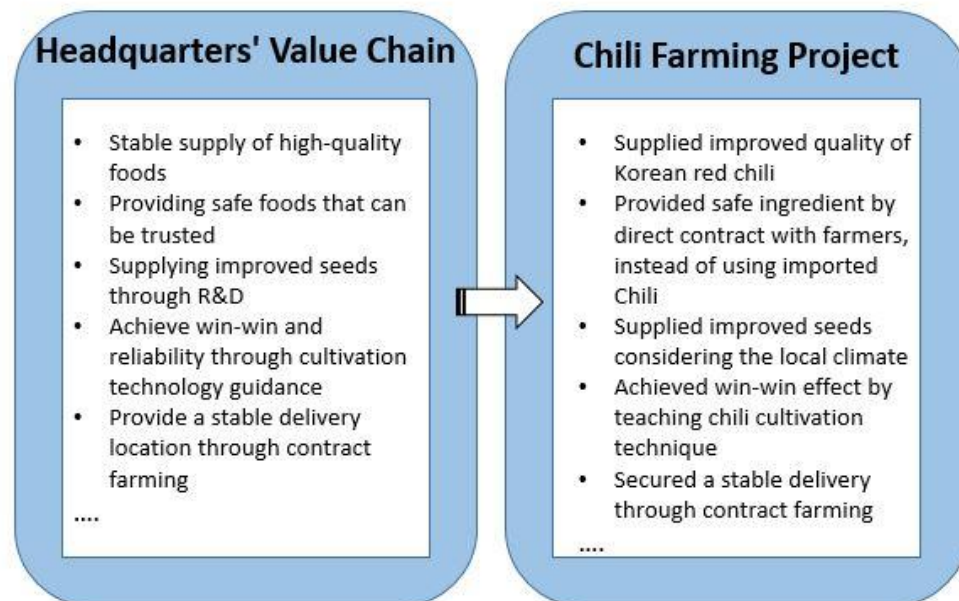 Headquarters' Value Chain
• Stable supply of high-quality
foods
• Providing safe foods that can
be trusted
• Supplying improved seeds
through R&D
• Achieve win-win and
reliability through cultivation
technology guidance
• Provide a stable delivery
location through contract
farming
....
Chili Farming Project
• Supplied improved quality of
Korean red chili
• Provided safe ingredient by
direct contract with farmers,
instead of using imported
Chili
• Supplied improved seeds
considering the local climate
• Achieved win-win effect by
teaching chili cultivation
technique
• Secured a stable delivery
through contract farming
....